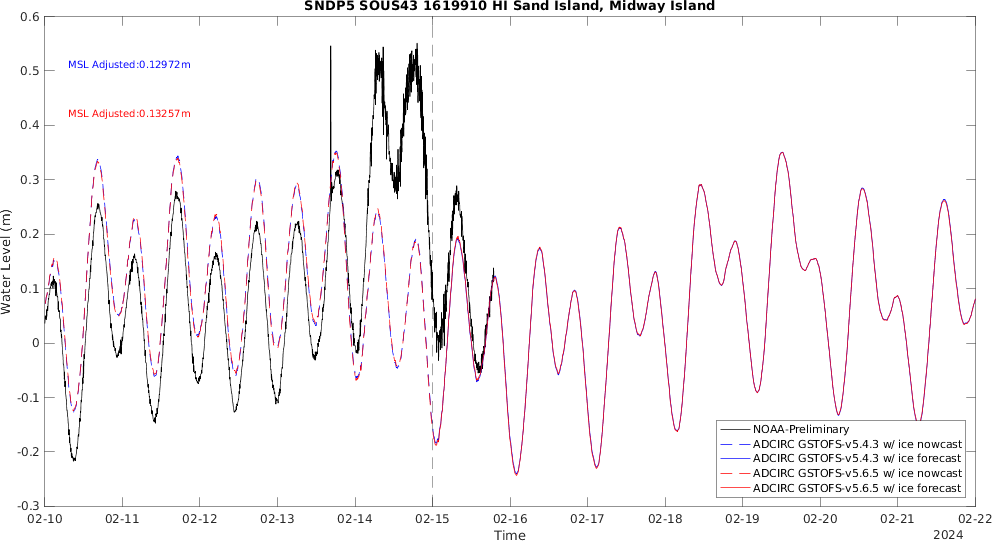 SNDP5 SOUS43 1619910 HI Sand Island, Midway Island
0.6
0.5
0.4
0.3
0.2
0.1
0
-0.1
-0.2
-0.3
Water Level (m)
MSL Adjusted:0.12972m
MSL Adjusted:0.13257m
NOAA-Preliminary
ADCIRC GSTOFS-v5.4.3 w/ ice nowcast
ADCIRC GSTOFS-v5.4.3 w/ ice forecast
ADCIRC GSTOFS-v5.6.5 w/ ice nowcast
ADCIRC GSTOFS-v5.6.5 w/ ice forecast
02-10 02-11 02-12 02-13 02-14 02-15 02-16 02-17 02-18 02-19 02-20 02-21 02-22
Time
2024